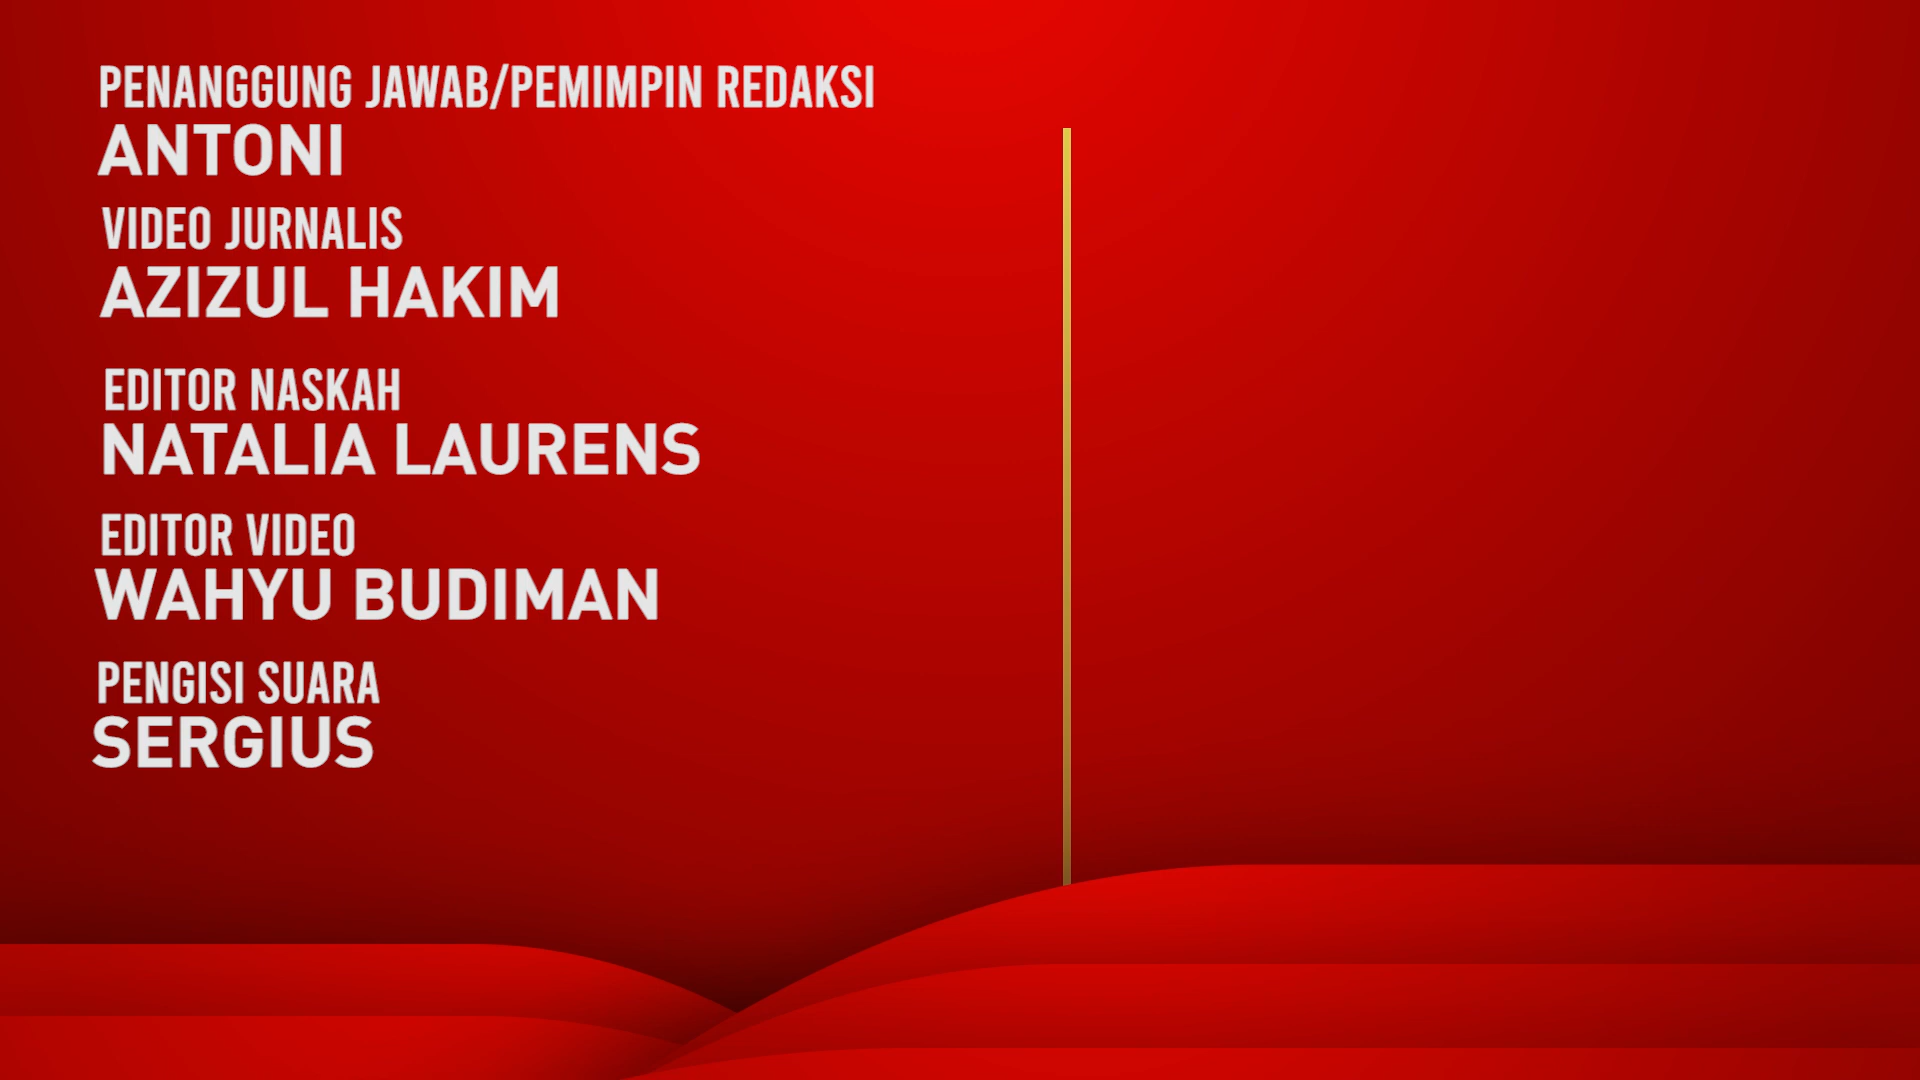 PENANGGUNG JAWAB/PEMIMPIN REDAKSI
ANTONI
VIDEO JURNALIS
AZIZUL HAKIM
EDITOR NASKAH
NATALIA LAURENS
EDITOR VIDEO
WAHYU BUDIMAN
PENGISI SUARA
SERGIUS